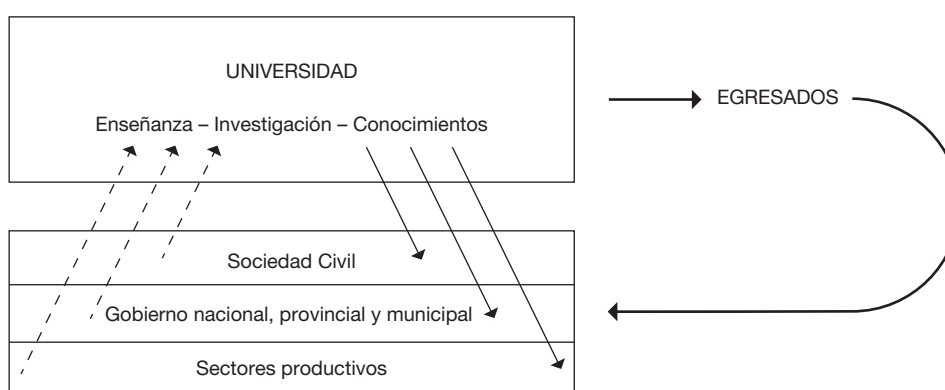 UNIVERSIDAD
EGRESADOS
Enseñanza – Investigación – Conocimientos
Sociedad Civil
Gobierno nacional, provincial y municipal
Sectores productivos